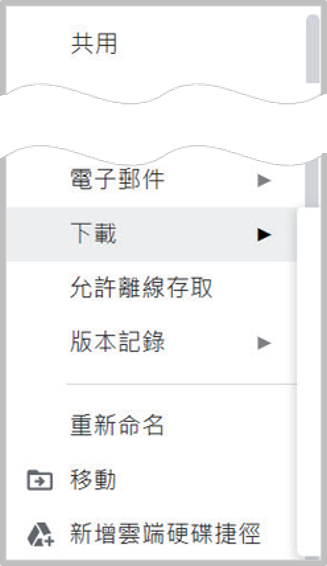 共用
電子郵件
下載
允許離線存取
版本記錄
重新命名
移動
新增雲端硬碟捷徑